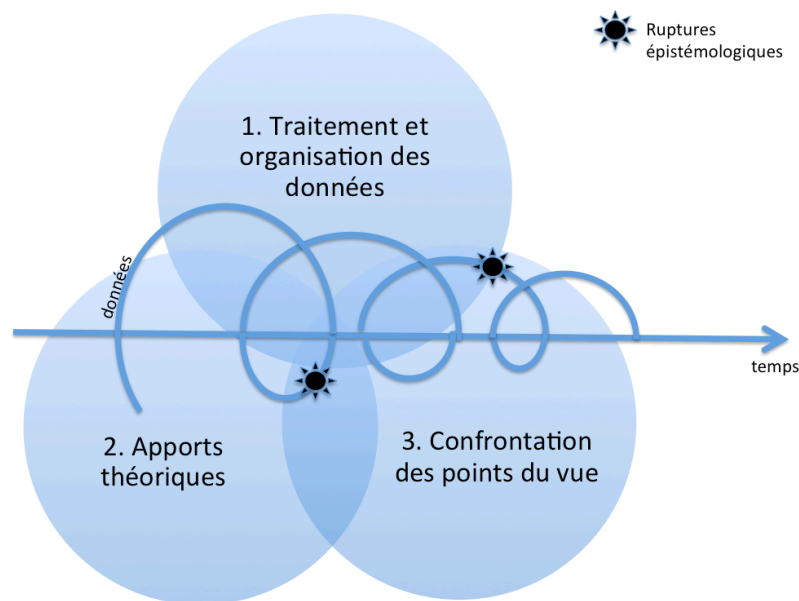 Ruptures
épistémologiques
1. Traitement et
organisation des
données
données
temps
2. Apports
théoriques
3. Confrontation
des points du vue